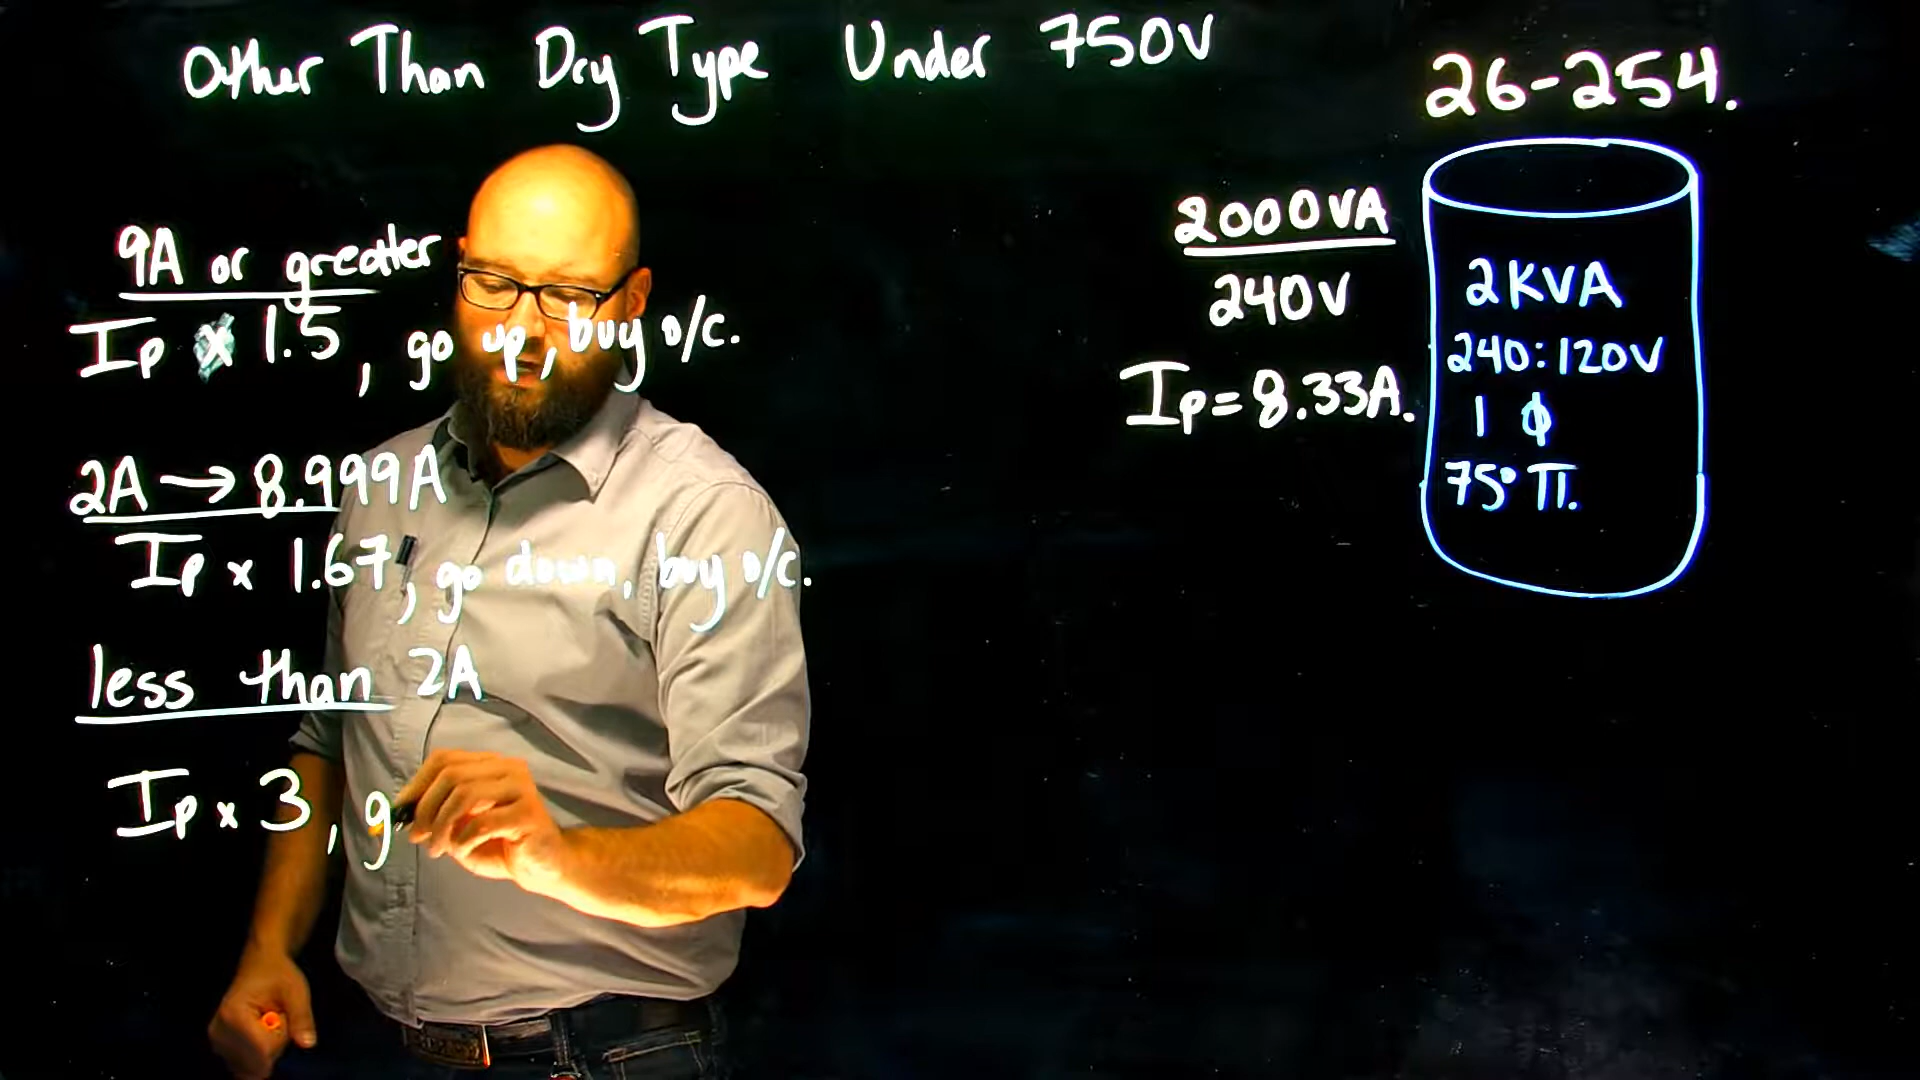 Other Than Dry Type Under 750V
26-254.
9A or greater
Ip x 1.5, go up, buy o/c.
2A → 8.999A
Ip x 1.67, go down, buy o/c.
less than 2A
Ip x 3, g
2000VA
240V
Ip = 8.33A.
2KVA
240:120V
1 ϕ
75° TI.